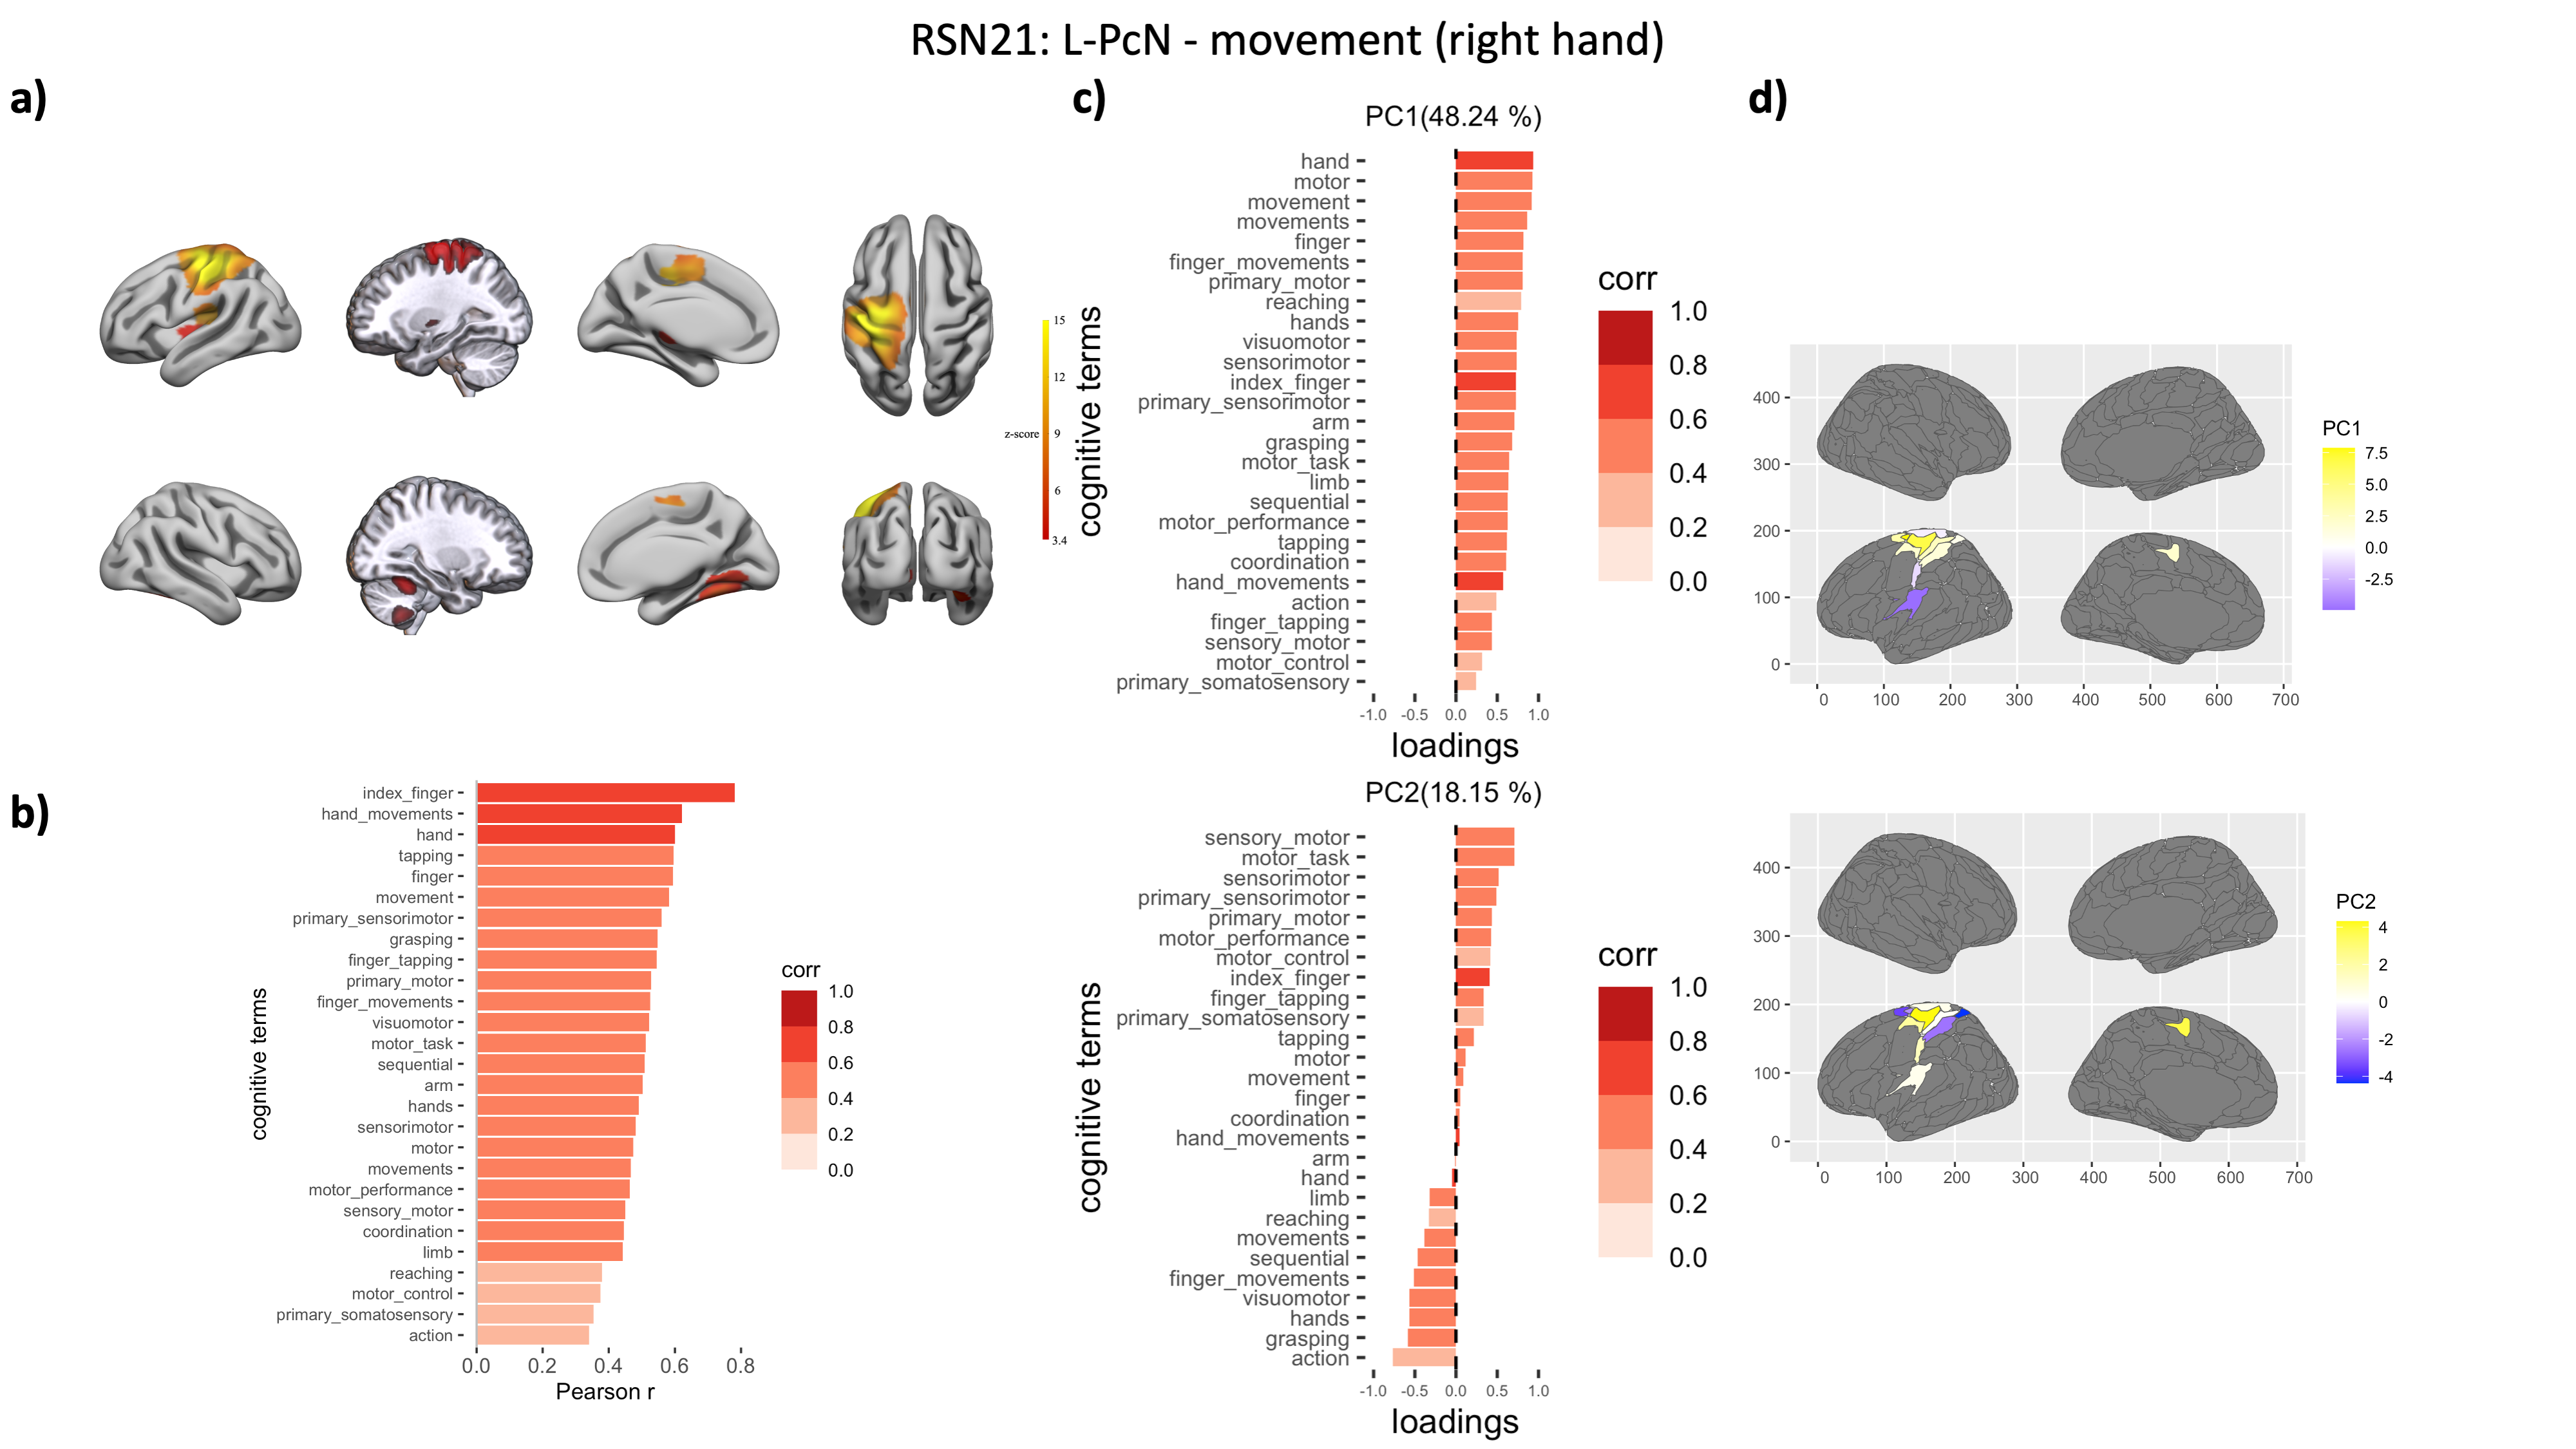 RSN21: L-PcN - movement (right hand)
a)
z-score
15
12
9
6
3.4
b)
cognitive terms
index_finger
hand_movements
hand
tapping
finger
movement
primary_sensorimotor
grasping
finger_tapping
primary_motor
finger_movements
visuomotor
motor_task
sequential
arm
hands
sensorimotor
motor
movements
motor_performance
sensory_motor
coordination
limb
reaching
motor_control
primary_somatosensory
action
0.0 0.2 0.4 0.6 0.8
Pearson r
corr
1.0
0.8
0.6
0.4
0.2
0.0
c)
PC1(48.24 %)
cognitive terms
hand
motor
movement
movements
finger
finger_movements
primary_motor
reaching
hands
visuomotor
sensorimotor
index_finger
primary_sensorimotor
arm
grasping
motor_task
limb
sequential
motor_performance
tapping
coordination
hand_movements
action
finger_tapping
sensory_motor
motor_control
primary_somatosensory
-1.0 -0.5 0.0 0.5 1.0
loadings
corr
1.0
0.8
0.6
0.4
0.2
0.0
PC2(18.15 %)
cognitive terms
sensory_motor
motor_task
sensorimotor
primary_sensorimotor
primary_motor
motor_performance
motor_control
index_finger
finger_tapping
primary_somatosensory
tapping
motor
movement
finger
coordination
hand_movements
arm
hand
limb
reaching
movements
sequential
finger_movements
visuomotor
hands
grasping
action
-1.0 -0.5 0.0 0.5 1.0
loadings
corr
1.0
0.8
0.6
0.4
0.2
0.0
d)
400
300
200
100
0
0 100 200 300 400 500 600 700
PC1
7.5
5.0
2.5
0.0
-2.5
400
300
200
100
0
0 100 200 300 400 500 600 700
PC2
4
2
0
-2
-4